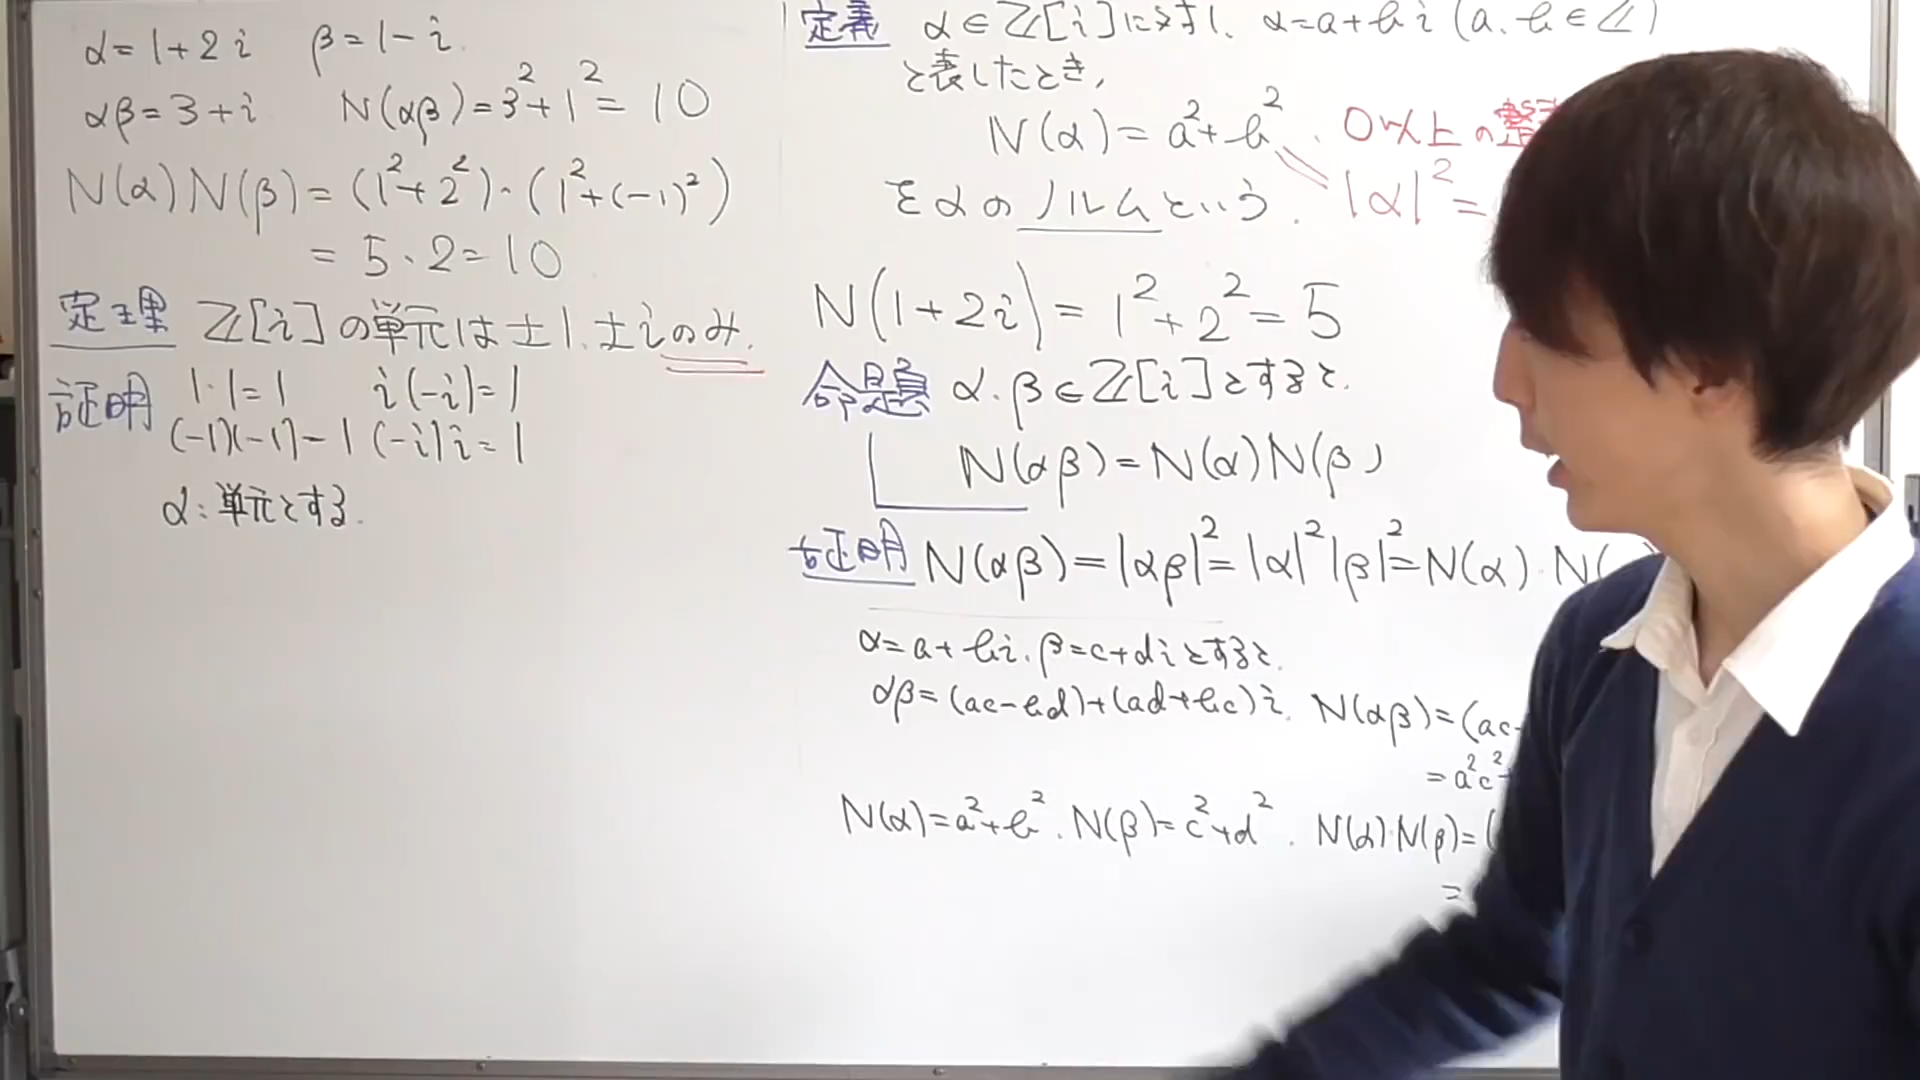 α=1+2i β=1-i.
αβ=3+i N(αβ)=3²+1²=10
N(α)N(β)=(1²+2²)·(1²+(-1)²)
=5·2=10
定理 ℤ[i]の単元は±1.±iのみ.
証明 1·1=1 i(-i)=1
(-1)(-1)=1 (-i)i=1
α:単元とする.
定義 α∈ℤ[i]に対し、α=a+bi(a.b∈ℤ)
と表したとき,
N(α)=a²+b². 0以上の整
をαのノルムという. |α|²=
N(1+2i)=1²+2²=5
命題 α.β∈ℤ[i]とすると.
N(αβ)=N(α)N(β)
証明 N(αβ)=|αβ|²=|α|²|β|²=N(α)·N(
α=a+bi.β=c+diとすると.
αβ=(ac-bd)+(ad+bc)i. N(αβ)=(ac-
=a²c²+
N(α)=a²+b².N(β)=c²+d². N(α)·N(β)=(
=